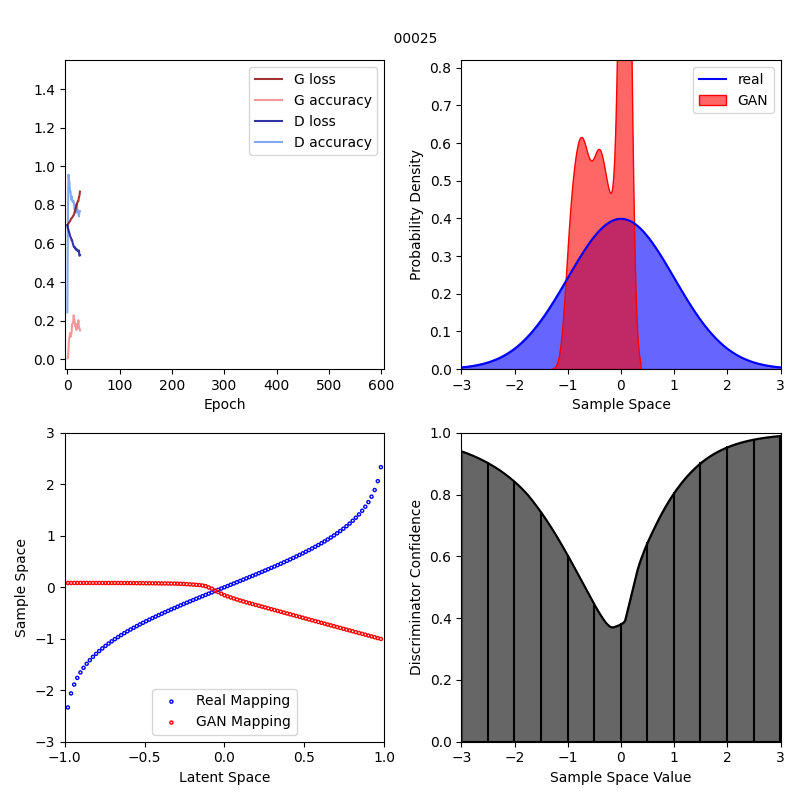 00025
G loss
G accuracy
D loss
D accuracy
1.4
1.2
1.0
0.8
0.6
0.4
0.2
0.0
0 100 200 300 400 500 600
Epoch
real
GAN
Probability Density
0.8
0.7
0.6
0.5
0.4
0.3
0.2
0.1
0.0
−3 −2 −1 0 1 2 3
Sample Space
Sample Space
3
2
1
0
−1
−2
−3
Real Mapping
GAN Mapping
−1.0 −0.5 0.0 0.5 1.0
Latent Space
Discriminator Confidence
1.0
0.8
0.6
0.4
0.2
0.0
−3 −2 −1 0 1 2 3
Sample Space Value